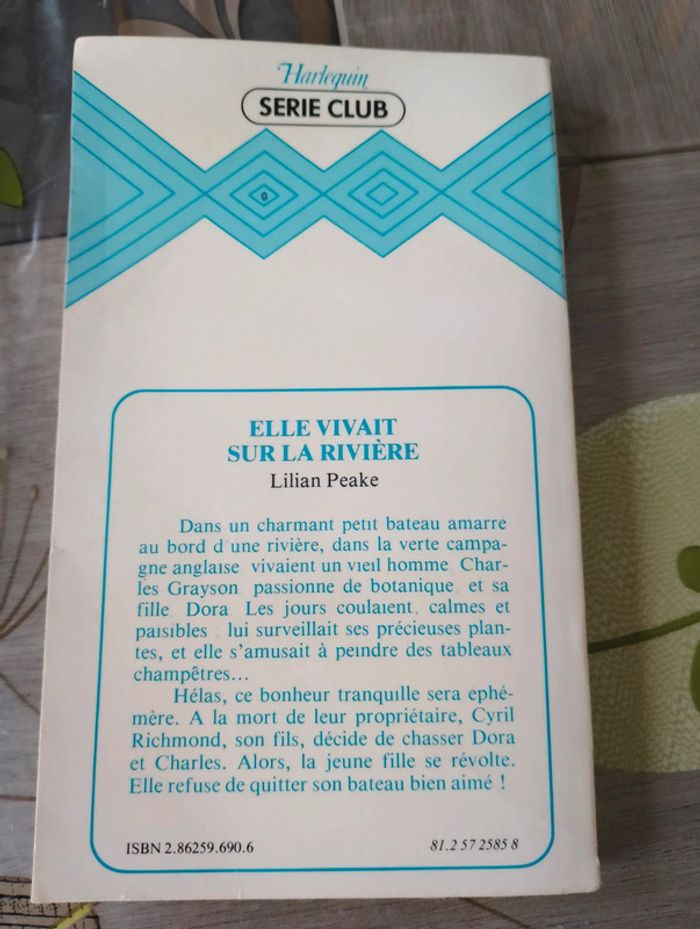 Harlequin
SERIE CLUB
ELLE VIVAIT
SUR LA RIVIÈRE
Lilian Peake
Dans un charmant petit bateau amarre
au bord d'une rivière, dans la verte campa-
gne anglaise vivaient un vieil homme Char-
les Grayson passionne de botanique et sa
fille Dora Les jours coulaient, calmes et
paisibles lui surveillait ses précieuses plan-
tes, et elle s'amusait à peindre des tableaux
champêtres...
Hélas, ce bonheur tranquille sera ephé-
mère. A la mort de leur propriétaire, Cyril
Richmond, son fils, décide de chasser Dora
et Charles. Alors, la jeune fille se révolte.
Elle refuse de quitter son bateau bien aimé !
ISBN 2.86259.690.6
81.2 57 2585 8